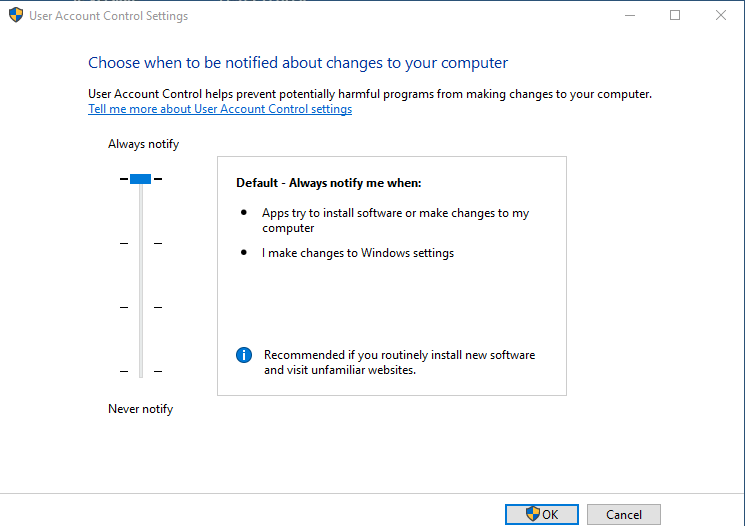 User Account Control Settings
Choose when to be notified about changes to your computer
User Account Control helps prevent potentially harmful programs from making changes to your computer.
Tell me more about User Account Control settings
Always notify
Default - Always notify me when:
Apps try to install software or make changes to my
computer
I make changes to Windows settings
Recommended if you routinely install new software
and visit unfamiliar websites.
Never notify
OK
Cancel